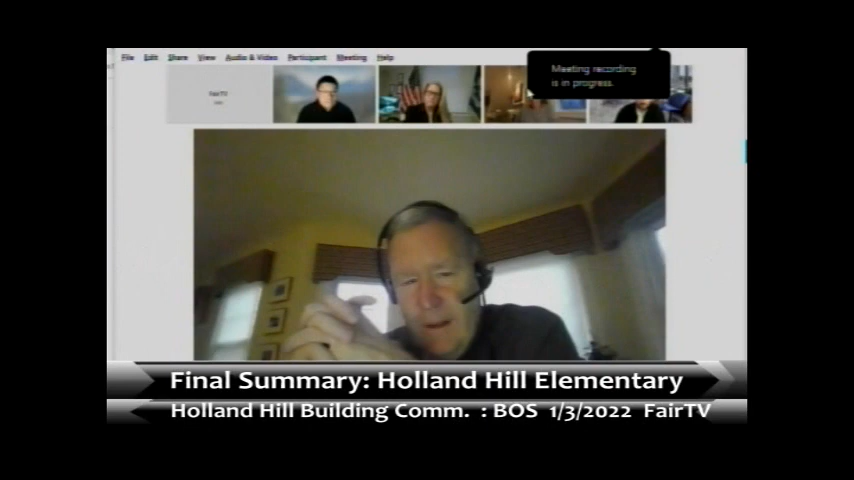 File Edit Share View Audio & Video Participant Meeting Help
Meeting recording
is in progress.
FairTV
Final Summary: Holland Hill Elementary
Holland Hill Building Comm. : BOS 1/3/2022 FairTV